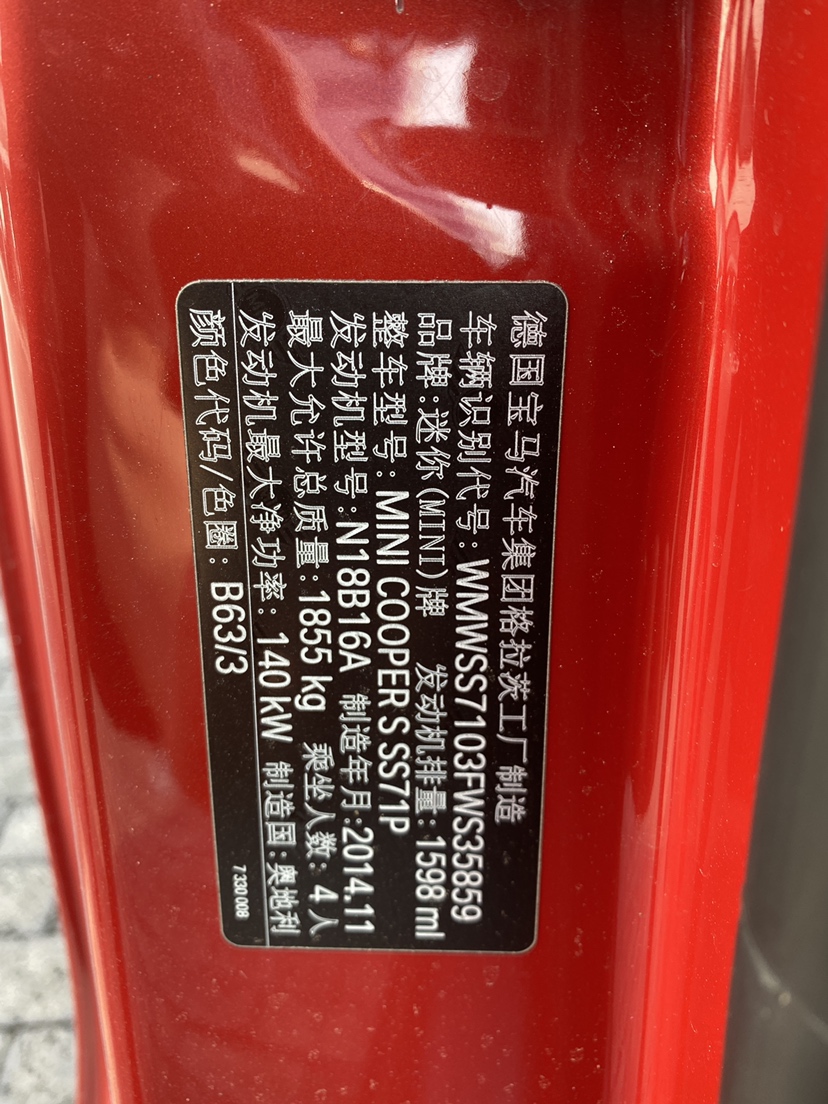 德国宝马汽车集团格拉茨工厂制造
车辆识别代号: WMWSS7103FWS35859
品牌:迷你(MINI)牌 发动机排量: 1598 ml
整车型号: MINI COOPER S SS71P
发动机型号: N18B16A 制造年月:2014.11
最大允许总质量:1855 kg 乘坐人数: 4 人
发动机最大净功率: 140 kW 制造国:奥地利
颜色代码/色圈: B63/3
7 330 008